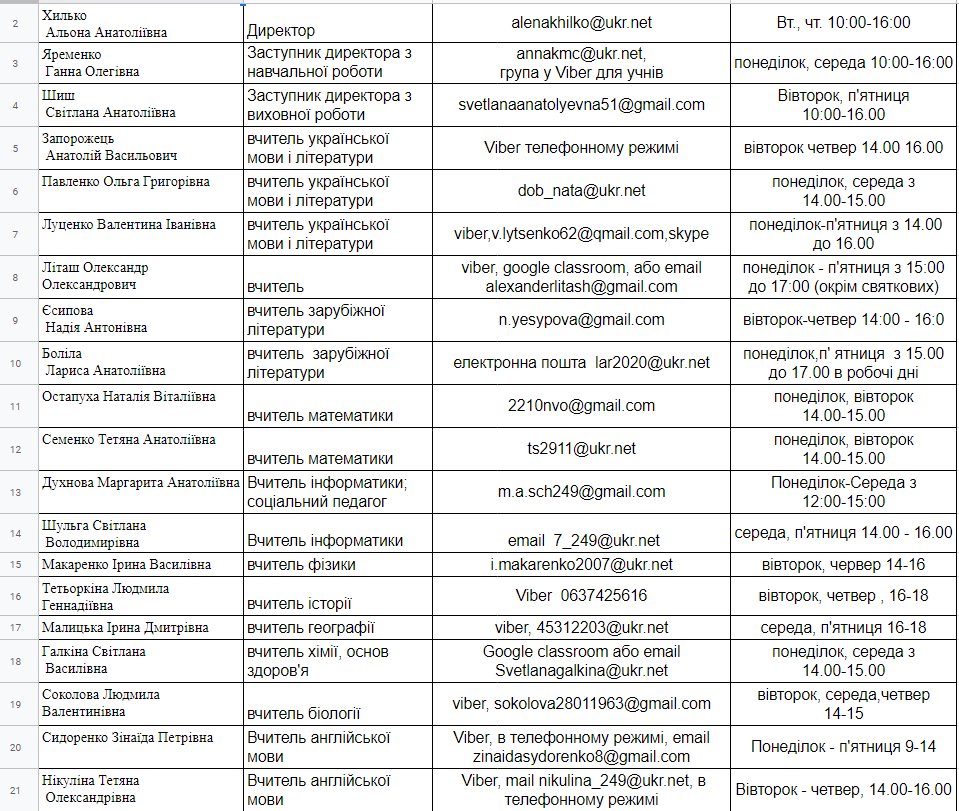 2
Хилько
Альона Анатоліївна
Директор
alenakhilko@ukr.net
Вт., чт. 10:00-16:00
3
Яременко
Ганна Олегівна
Заступник директора з
навчальної роботи
annakmc@ukr.net,
група у Viber для учнів
понеділок, середа 10:00-16:00
4
Шиш
Світлана Анатоліївна
Заступник директора з
виховної роботи
svetlanaanatolyevna51@gmail.com
Вівторок, п'ятниця
10:00-16.00
5
Запорожець
Анатолій Васильович
вчитель української
мови і літератури
Viber телефонному режимі
вівторок четвер 14.00 16.00
6
Павленко Ольга Григорівна
вчитель української
мови і літератури
dob_nata@ukr.net
понеділок, середа з
14.00-15.00
7
Луценко Валентина Іванівна
вчитель української
мови і літератури
viber,v.lytsenko62@qmail.com,skype
понеділок-п'ятниця з 14.00
до 16.00
8
Літаш Олександр
Олександрович
вчитель
viber, google classroom, або email
alexanderlitash@gmail.com
понеділок - п'ятниця з 15:00
до 17:00 (окрім святкових)
9
Єсипова
Надія Антонівна
вчитель зарубіжної
літератури
n.yesypova@gmail.com
вівторок-четвер 14:00 - 16:0
10
Боліла
Лариса Анатоліївна
вчитель зарубіжної
літератури
електронна пошта lar2020@ukr.net
понеділок,п' ятниця з 15.00
до 17.00 в робочі дні
11
Остапуха Наталія Віталіївна
вчитель математики
2210nvo@gmail.com
понеділок, вівторок
14.00-15.00
12
Семенко Тетяна Анатоліївна
вчитель математики
ts2911@ukr.net
понеділок, вівторок
14.00-15.00
13
Духнова Маргарита Анатоліївна
Вчитель інформатики;
соціальний педагог
m.a.sch249@gmail.com
Понеділок-Середа з
12:00-15:00
14
Шульга Світлана
Володимирівна
Вчитель інформатики
email 7_249@ukr.net
середа, п'ятниця 14.00 - 16.00
15
Макаренко Ірина Василівна
вчитель фізики
i.makarenko2007@ukr.net
вівторок, червер 14-16
16
Тетьоркіна Людмила
Геннадіївна
вчитель історії
Viber 0637425616
вівторок, четвер , 16-18
17
Малицька Ірина Дмитрівна
вчитель географії
viber, 45312203@ukr.net
середа, п'ятниця 16-18
18
Галкіна Світлана
Василівна
вчитель хімії, основ
здоров'я
Google classroom або email
Svetlanagalkina@ukr.net
понеділок, середа з
14.00-15.00
19
Соколова Людмила
Валентинівна
вчитель біології
viber, sokolova28011963@gmail.com
вівторок, середа,четвер
14-15
20
Сидоренко Зінаїда Петрівна
Вчитель англійської
мови
Viber, в телефонному режимі, email
zinaidasydorenko8@gmail.com
Понеділок - п'ятниця 9-14
21
Нікуліна Тетяна
Олександрівна
Вчитель англійської
мови
Viber, mail nikulina_249@ukr.net, в
телефонному режимі
Вівторок - четвер, 14.00-16.00